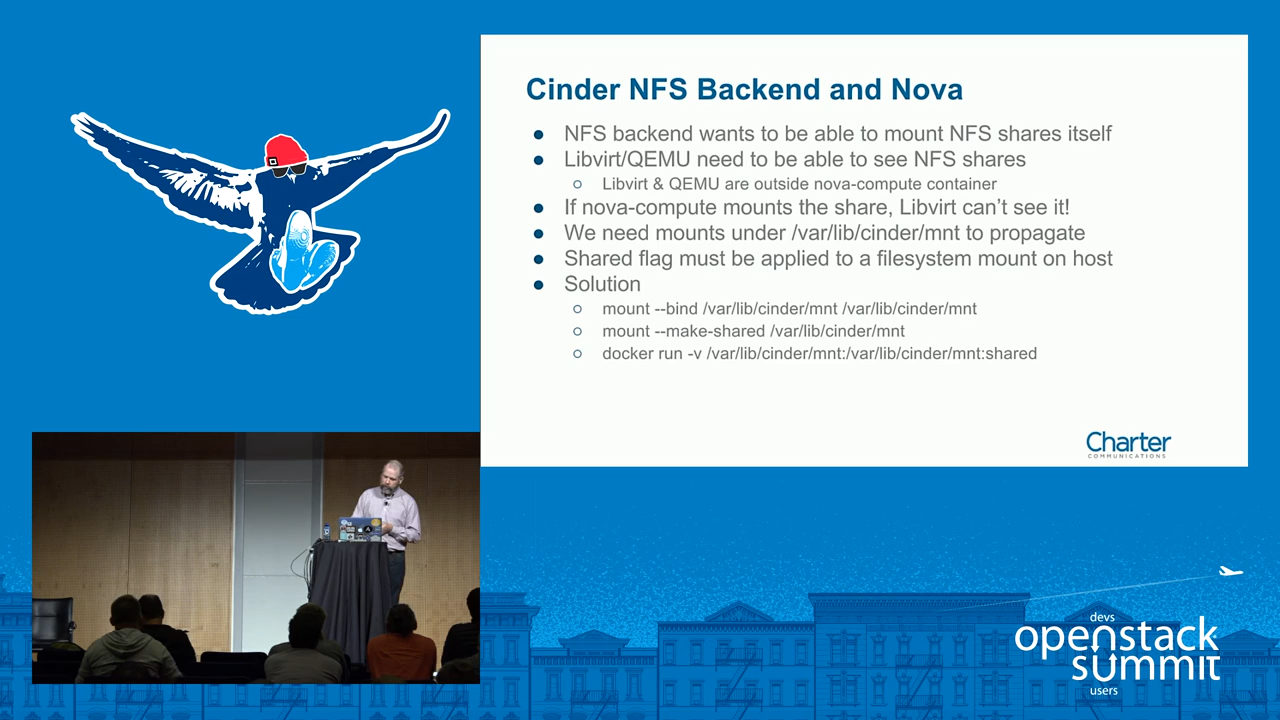 Cinder NFS Backend and Nova
● NFS backend wants to be able to mount NFS shares itself
● Libvirt/QEMU need to be able to see NFS shares
○ Libvirt & QEMU are outside nova-compute container
● If nova-compute mounts the share, Libvirt can’t see it!
● We need mounts under /var/lib/cinder/mnt to propagate
● Shared flag must be applied to a filesystem mount on host
● Solution
○ mount --bind /var/lib/cinder/mnt /var/lib/cinder/mnt
○ mount --make-shared /var/lib/cinder/mnt
○ docker run -v /var/lib/cinder/mnt:/var/lib/cinder/mnt:shared
Charter
COMMUNICATIONS
devs
openstack
summit
users